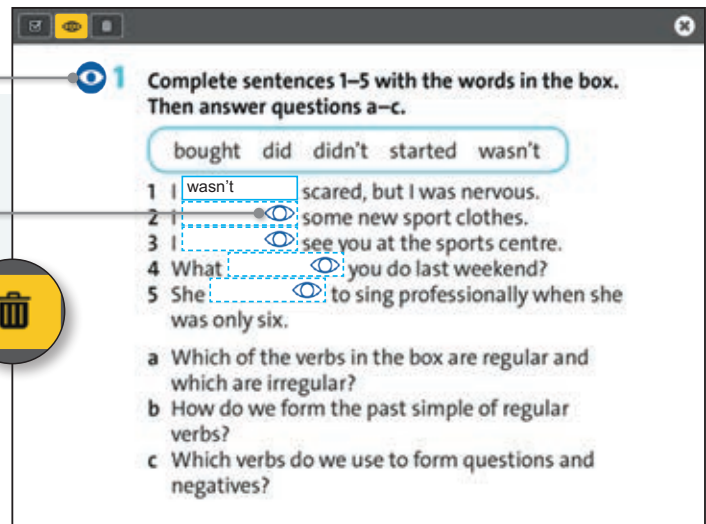 1 Complete sentences 1–5 with the words in the box.
Then answer questions a–c.
bought did didn't started wasn't
1 I wasn't scared, but I was nervous.
2 I some new sport clothes.
3 I see you at the sports centre.
4 What you do last weekend?
5 She to sing professionally when she
was only six.
a Which of the verbs in the box are regular and
which are irregular?
b How do we form the past simple of regular
verbs?
c Which verbs do we use to form questions and
negatives?